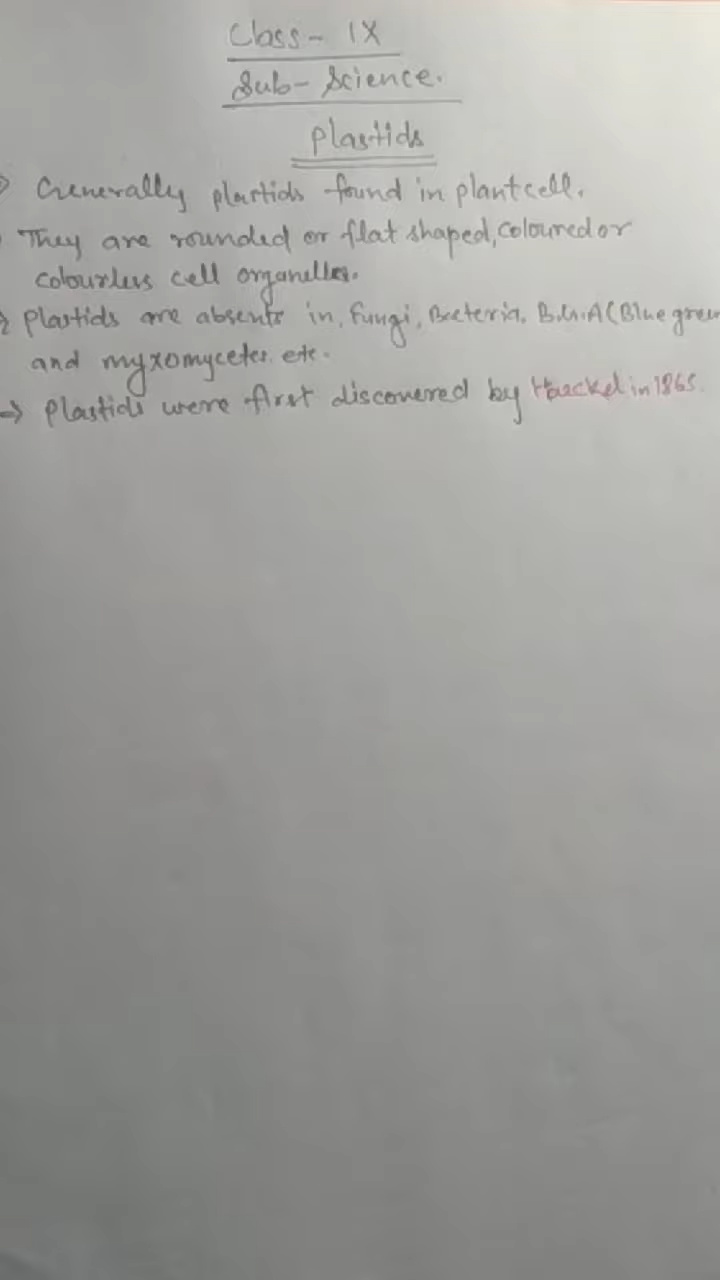 Class - IX
Sub - Science.
Plastids
Generally plastids found in plant cell.
They are rounded or flat shaped, coloured or
colourless cell organelles.
Plastids are absents in, Fungi, Bacteria, B.G.A (Blue green
and myxomycetes. etc.
→ Plastids were first discovered by Haeckel in 1865.